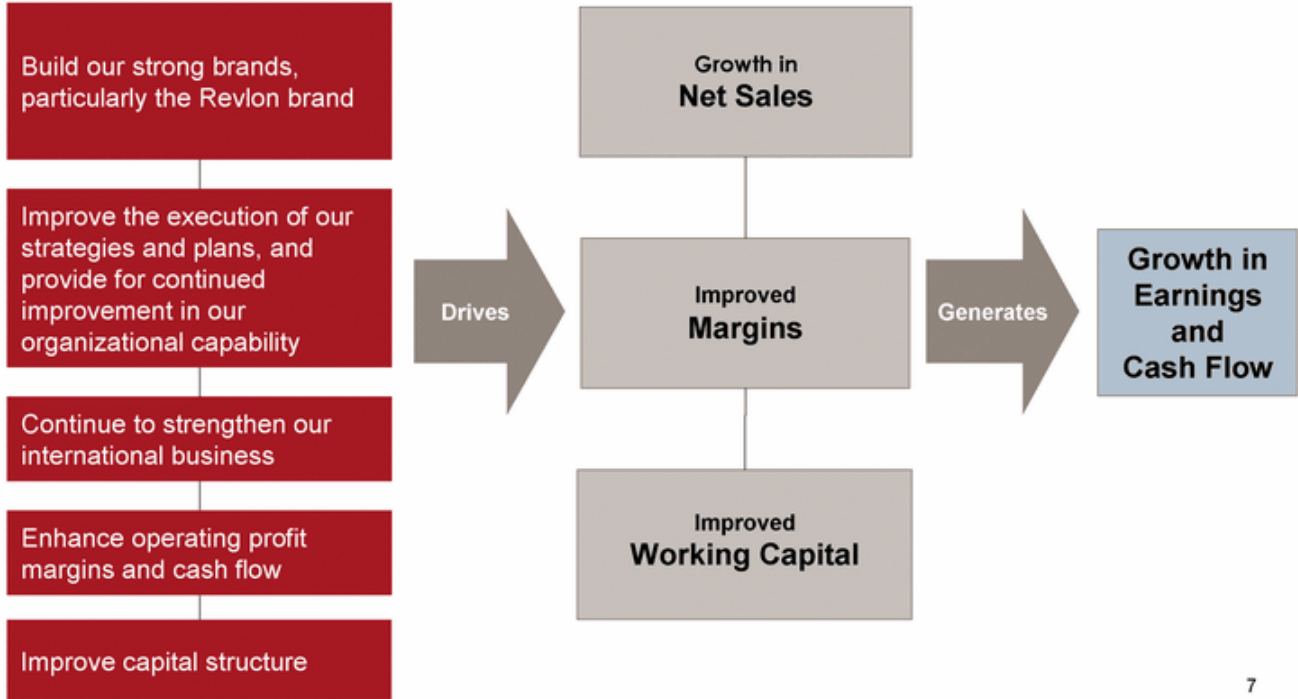 Build our strong brands,
particularly the Revlon brand
Improve the execution of our
strategies and plans, and
provide for continued
improvement in our
organizational capability
Continue to strengthen our
international business
Enhance operating profit
margins and cash flow
Improve capital structure
Drives
Growth in
Net Sales
Improved
Margins
Improved
Working Capital
Generates
Growth in
Earnings
and
Cash Flow
7